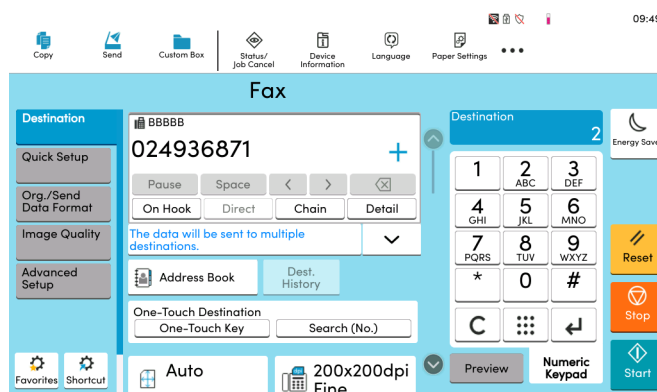 09:49
Copy
Send
Custom Box
Status/
Job Cancel
Device
Information
Language
Paper Settings
Fax
Destination
Quick Setup
Org./Send
Data Format
Image Quality
Advanced
Setup
Favorites
Shortcut
BBBBB
024936871
Pause
Space
On Hook
Direct
Chain
Detail
The data will be sent to multiple
destinations.
Address Book
Dest.
History
One-Touch Destination
One-Touch Key
Search (No.)
Auto
200x200dpi
Fine
Destination
2
1
2
ABC
3
DEF
4
GHI
5
JKL
6
MNO
7
PQRS
8
TUV
9
WXYZ
*
0
#
C
Preview
Numeric
Keypad
Energy Save
Reset
Stop
Start